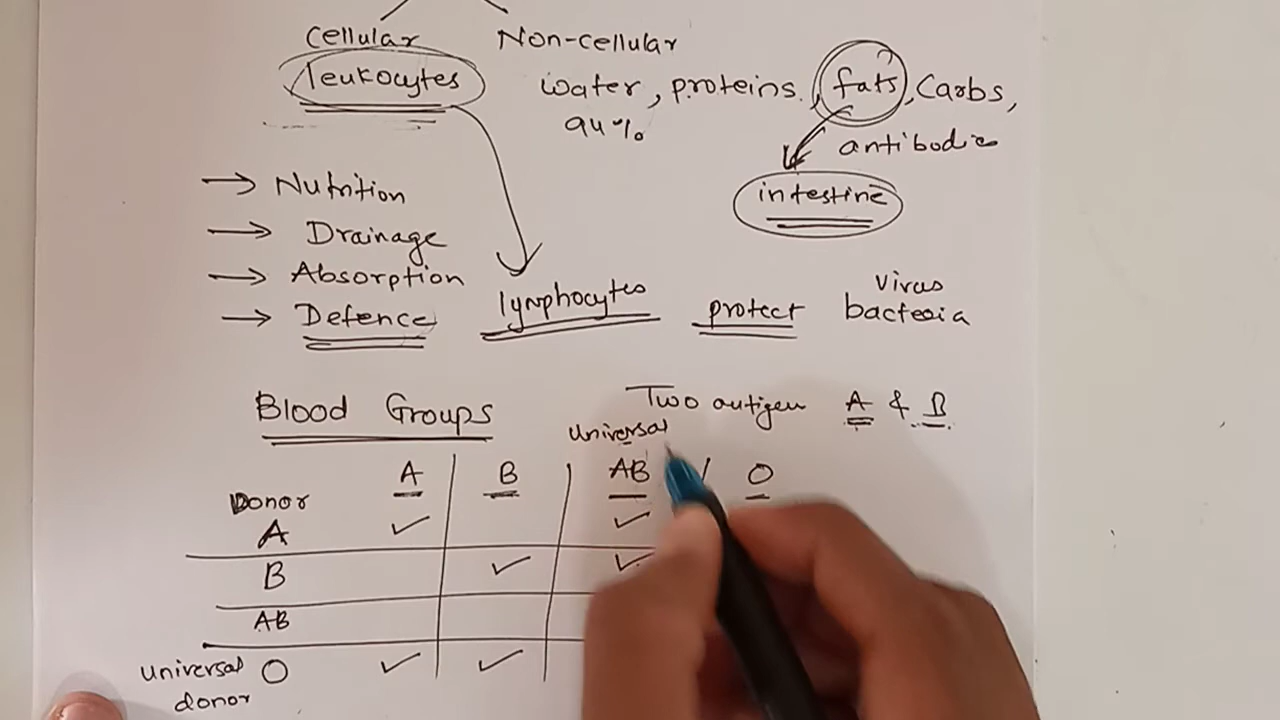 Cellular Non-cellular
leukocytes water, proteins, fats, Carbs,
94% antibodies
→ Nutrition intestine
→ Drainage
→ Absorption
→ Defence lymphocytes protect virus
bacteria
Blood Groups Two antigen A & B
Universal
A B AB O
Donor
A ✓ ✓
B ✓ ✓
AB
Universal O ✓ ✓
donor